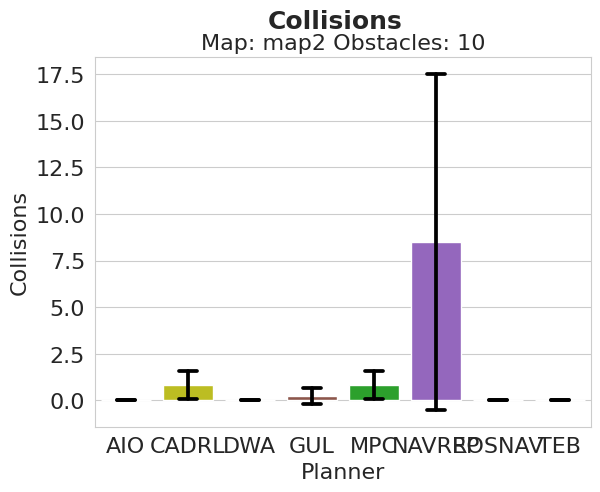 Collisions
Map: map2 Obstacles: 10
17.5
15.0
12.5
10.0
7.5
5.0
2.5
0.0
Collisions
AIO CADRL DWA GUL MPC NAVREP ROSNAV TEB
Planner